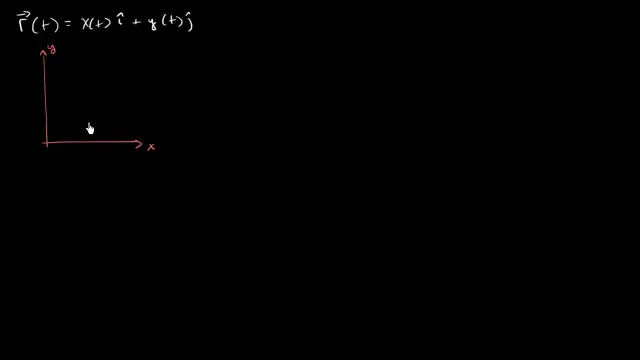 r⃗(t) = x(t) î + y(t) ĵ
y
x